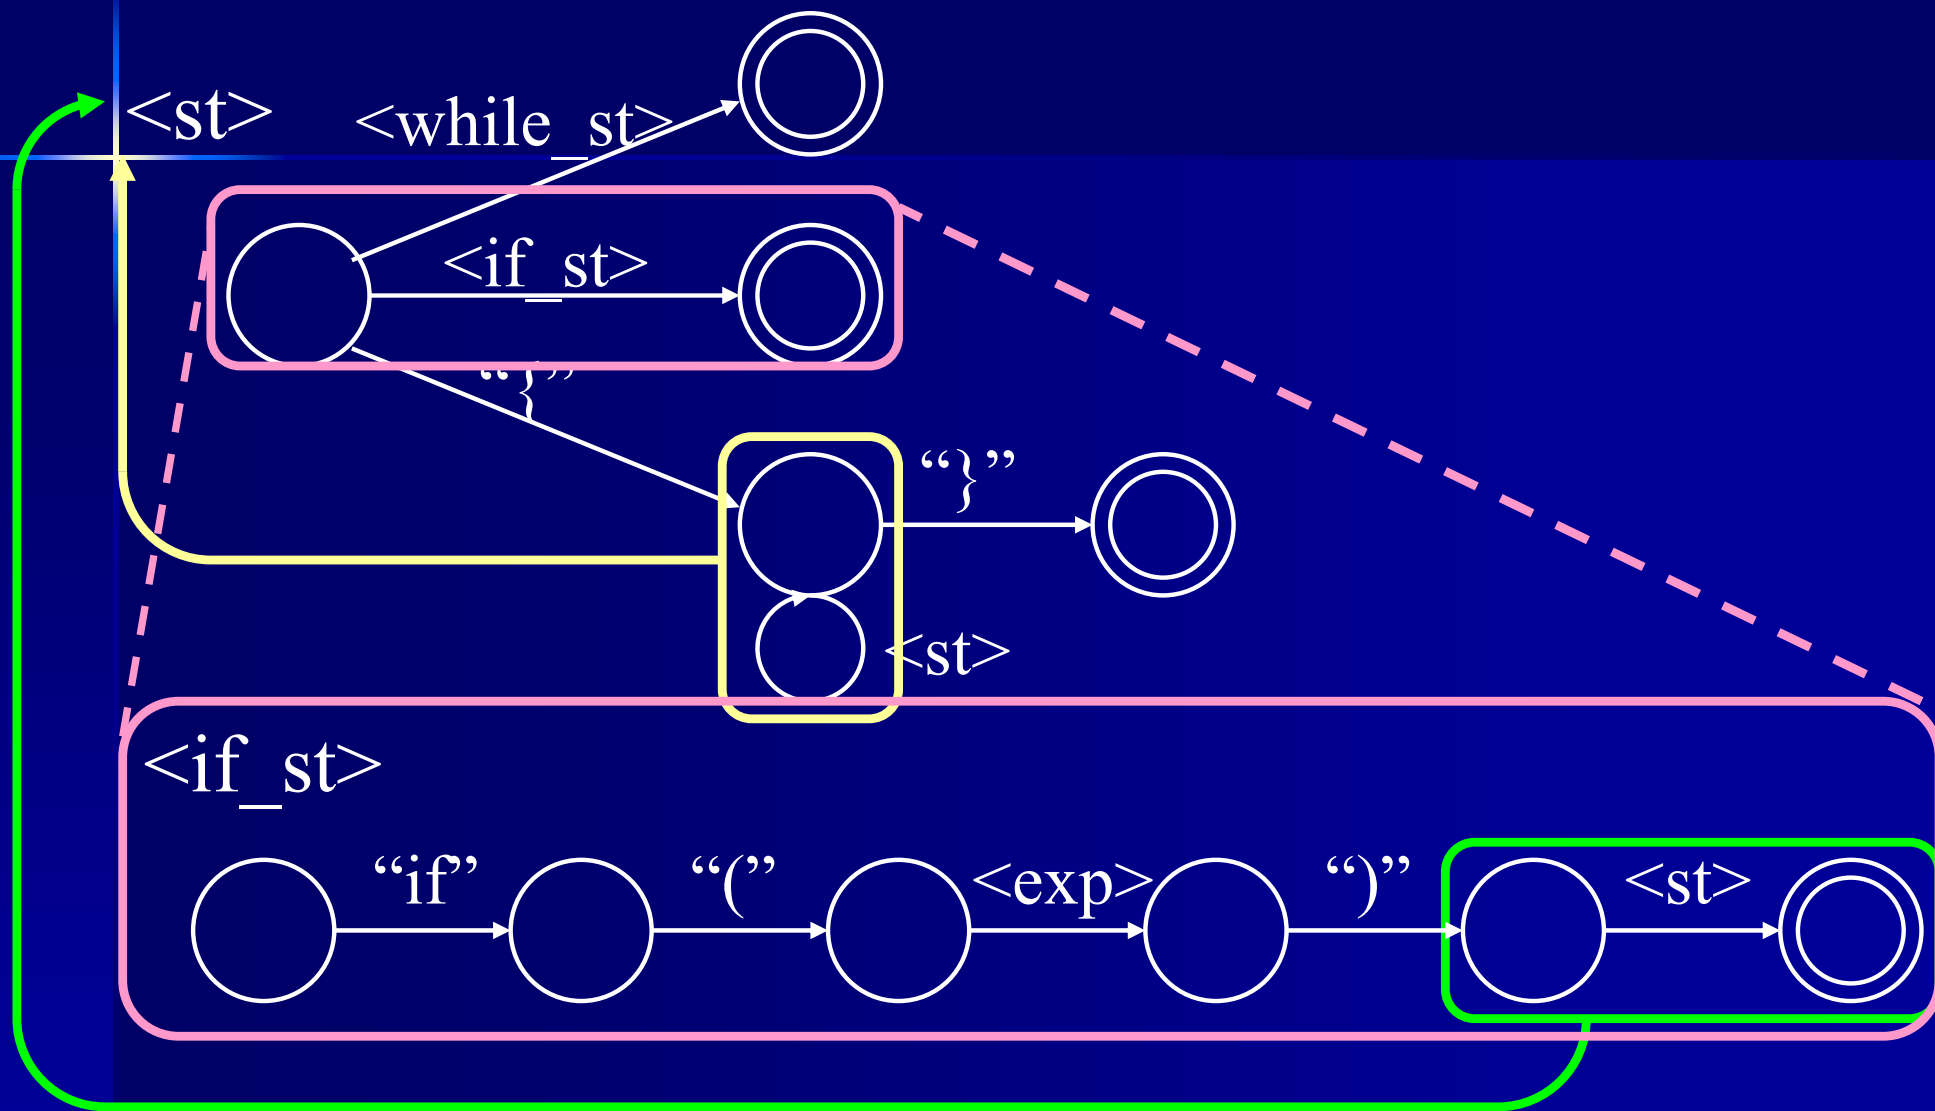 <st>
<while_st>
<if_st>
“{”
“}”
<st>
<if_st>
“if” “(” <exp> “)” <st>